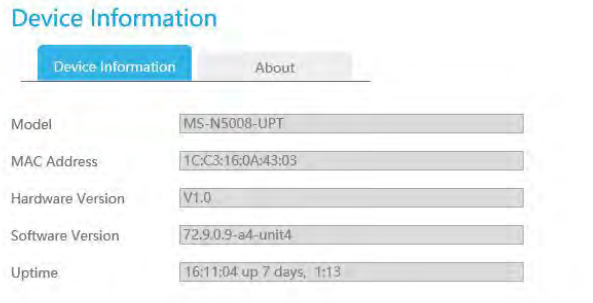 Device Information
Device Information About
Model MS-N5008-UPT
MAC Address 1C:C3:16:0A:43:03
Hardware Version V1.0
Software Version 72.9.0.9-a4-unit4
Uptime 16:11:04 up 7 days, 1:13